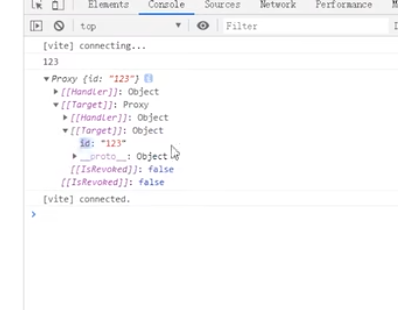 Elements Console Sources Network Performance
top Filter
[vite] connecting...
123
▼Proxy {id: "123"} i
▶[[Handler]]: Object
▼[[Target]]: Proxy
▶[[Handler]]: Object
▼[[Target]]: Object
id: "123"
▶__proto__: Object
[[IsRevoked]]: false
[[IsRevoked]]: false
[vite] connected.
>